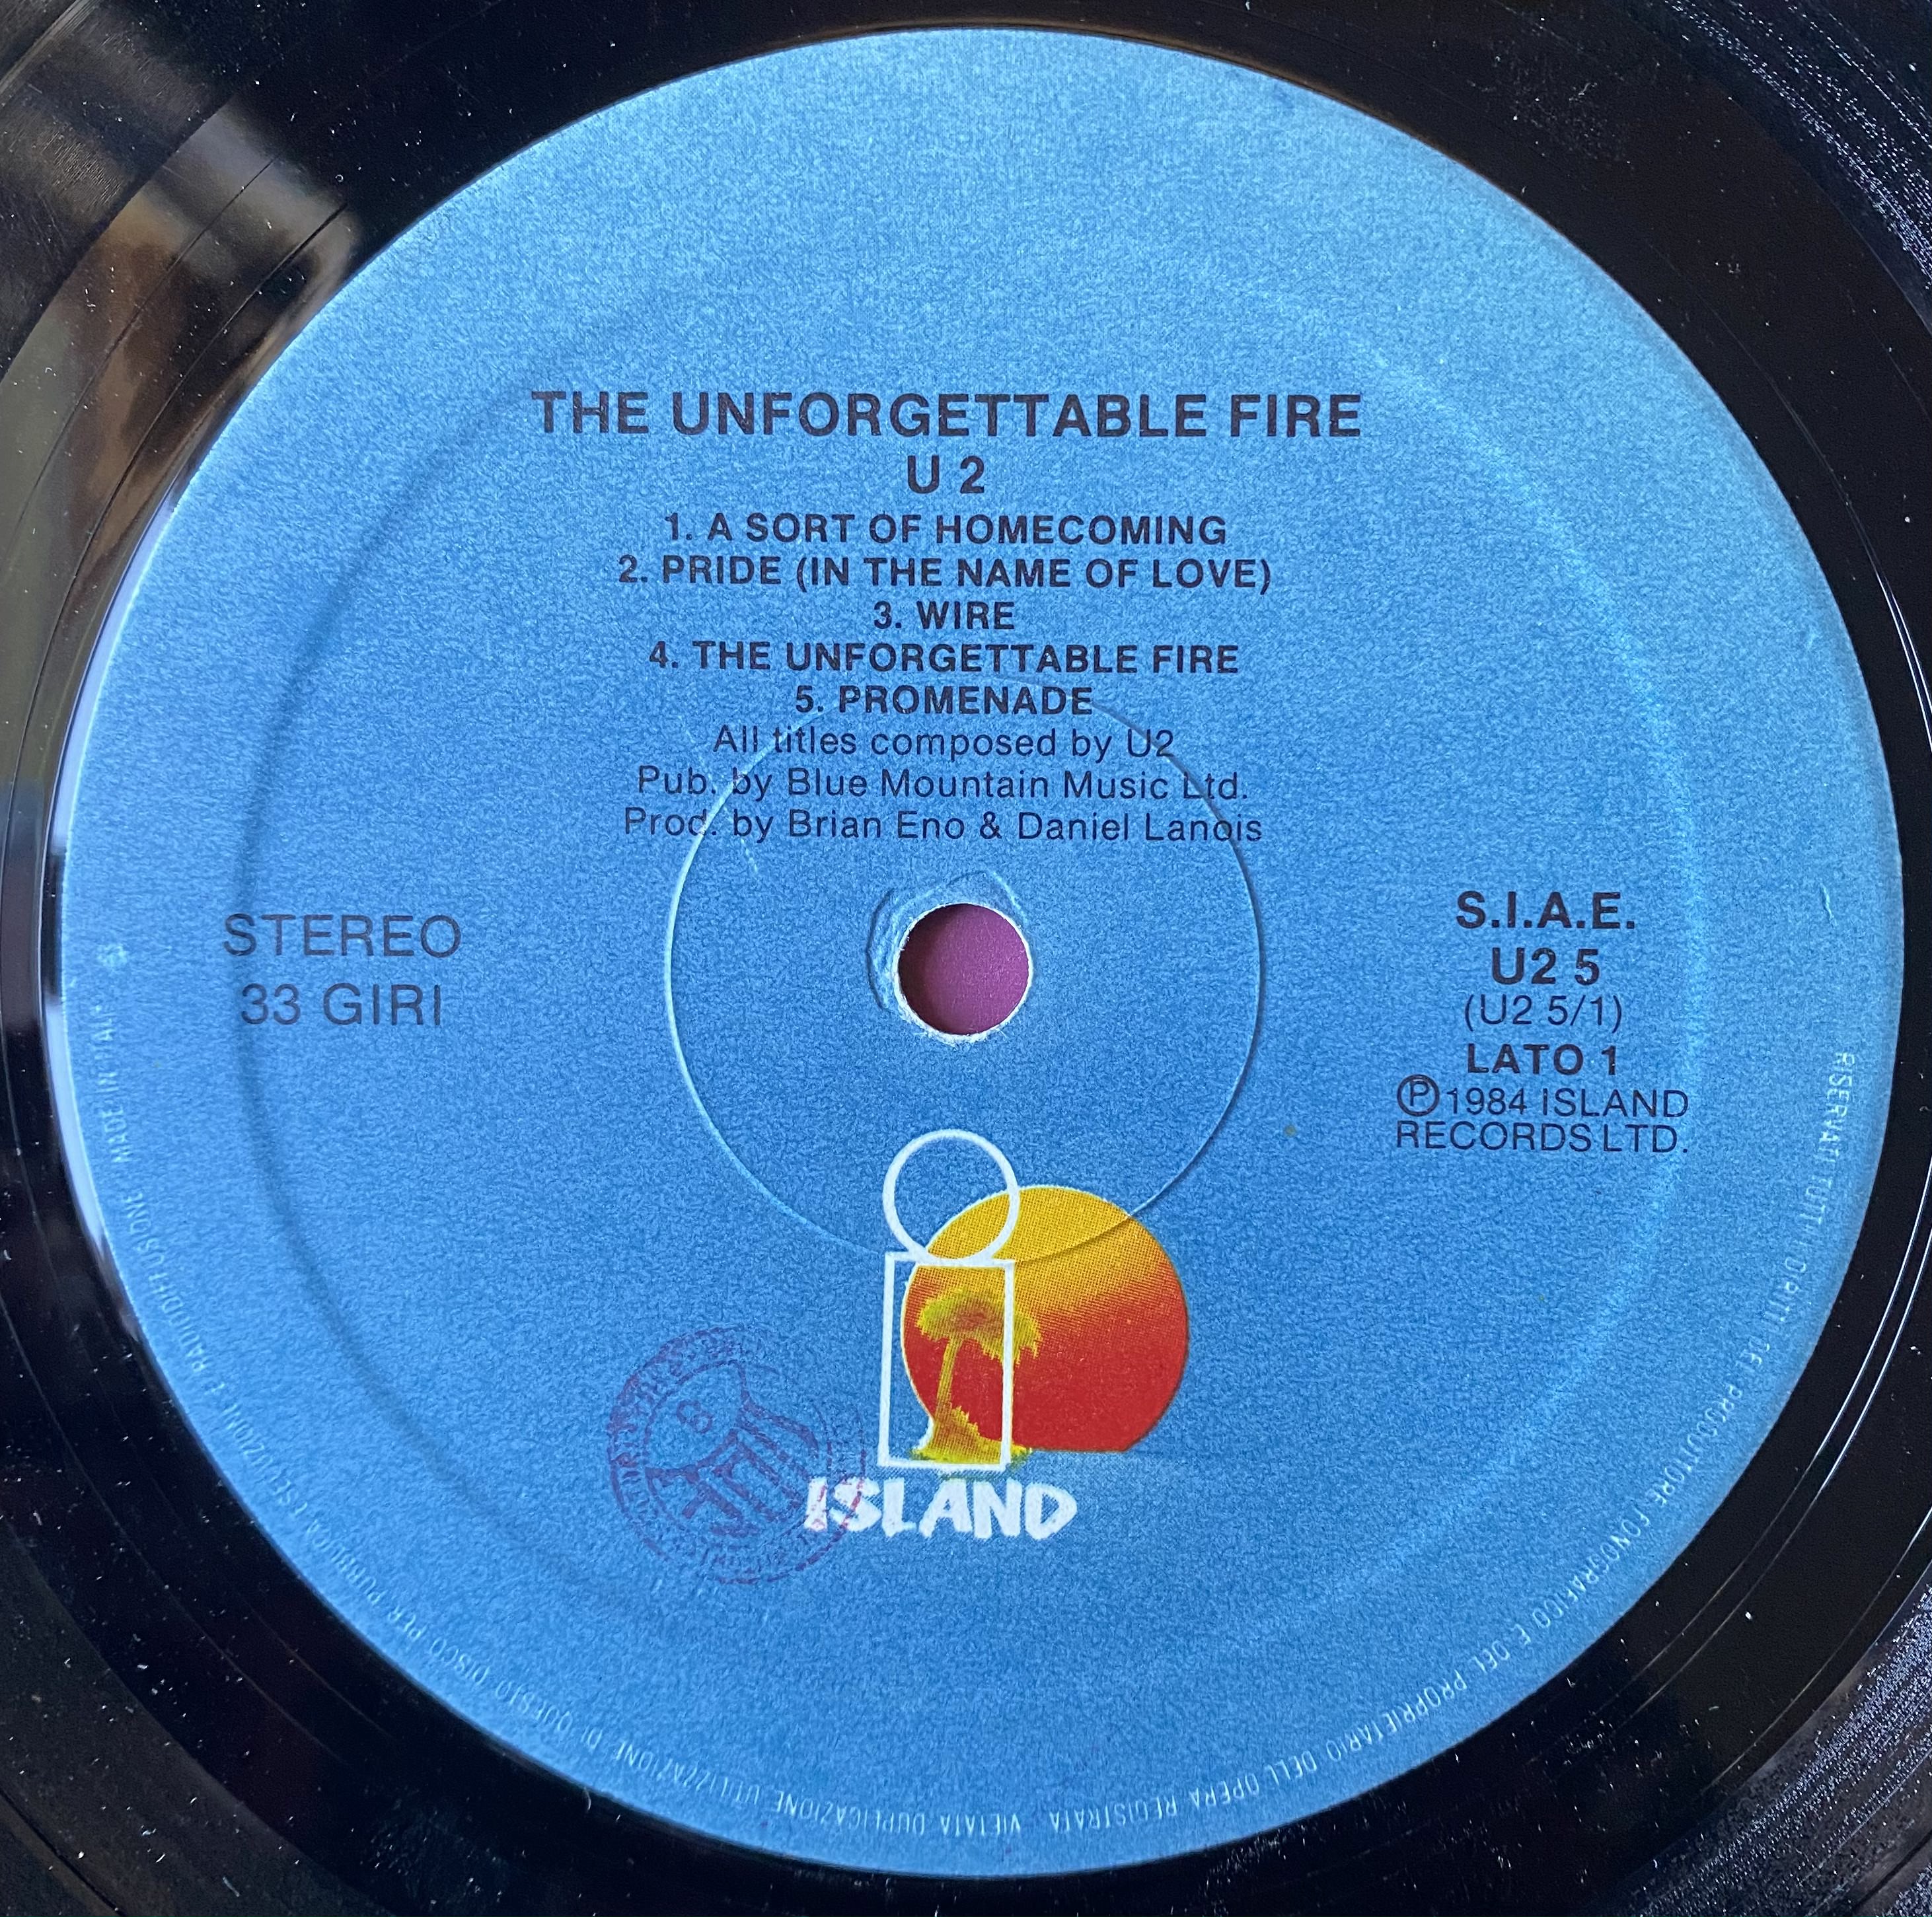 THE UNFORGETTABLE FIRE
U 2
1. A SORT OF HOMECOMING
2. PRIDE (IN THE NAME OF LOVE)
3. WIRE
4. THE UNFORGETTABLE FIRE
5. PROMENADE
All titles composed by U2
Pub. by Blue Mountain Music Ltd.
Prod. by Brian Eno & Daniel Lanois
STEREO
33 GIRI
S.I.A.E.
U2 5
(U2 5/1)
LATO 1
Ⓟ1984 ISLAND
RECORDS LTD.
i
ISLAND
RISERVATI TUTTI I DIRITTI DEL PRODUTTORE FONOGRAFICO E DEL PROPRIETARIO DELL OPERA REGISTRATA VIETATA DUPLICAZIONE UTILIZZAZIONE DI QUESTO DISCO PER PUBBLICA ESECUZIONE E RADIODIFFUSIONE MADE IN ITALY